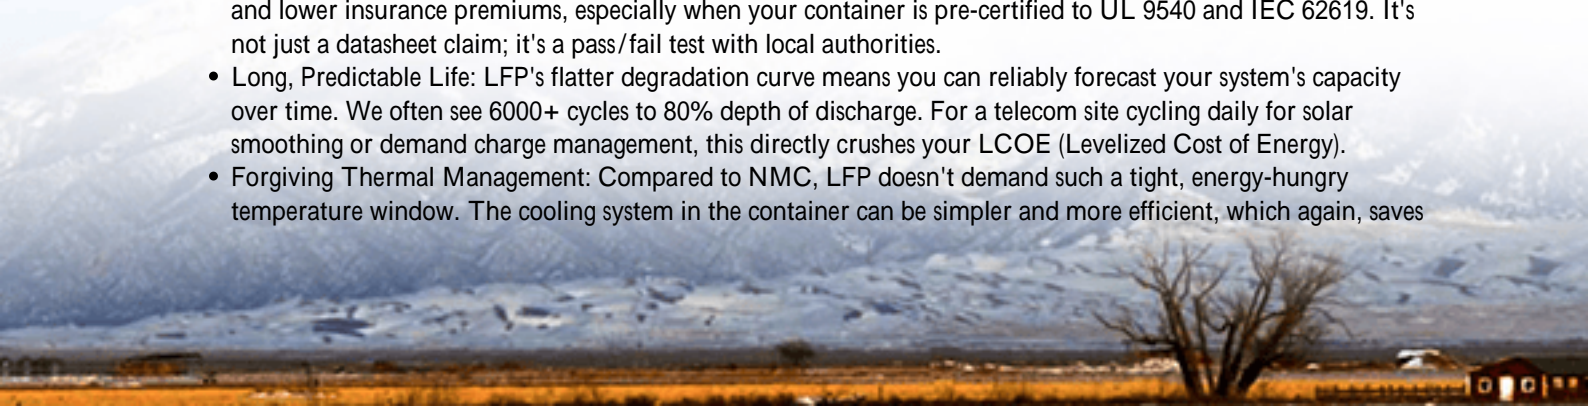 and lower insurance premiums, especially when your container is pre-certified to UL 9540 and IEC 62619. It's
not just a datasheet claim; it's a pass/fail test with local authorities.
• Long, Predictable Life: LFP's flatter degradation curve means you can reliably forecast your system's capacity
over time. We often see 6000+ cycles to 80% depth of discharge. For a telecom site cycling daily for solar
smoothing or demand charge management, this directly crushes your LCOE (Levelized Cost of Energy).
• Forgiving Thermal Management: Compared to NMC, LFP doesn't demand such a tight, energy-hungry
temperature window. The cooling system in the container can be simpler and more efficient, which again, saves